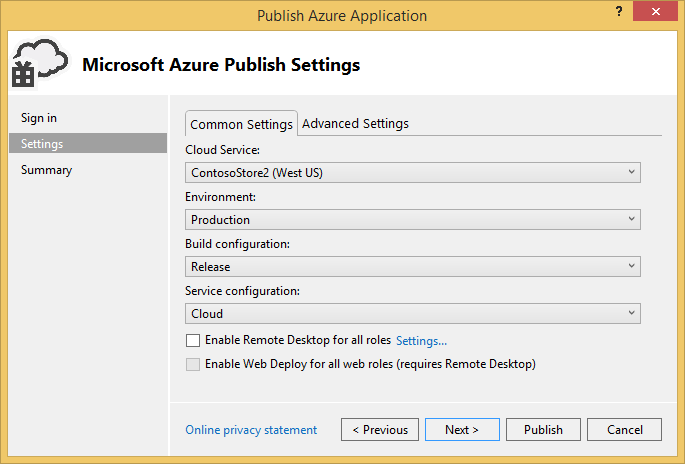 Publish Azure Application
?
Microsoft Azure Publish Settings
Sign in
Settings
Summary
Common Settings Advanced Settings
Cloud Service:
ContosoStore2 (West US)
Environment:
Production
Build configuration:
Release
Service configuration:
Cloud
Enable Remote Desktop for all roles Settings...
Enable Web Deploy for all web roles (requires Remote Desktop)
Online privacy statement < Previous Next > Publish Cancel